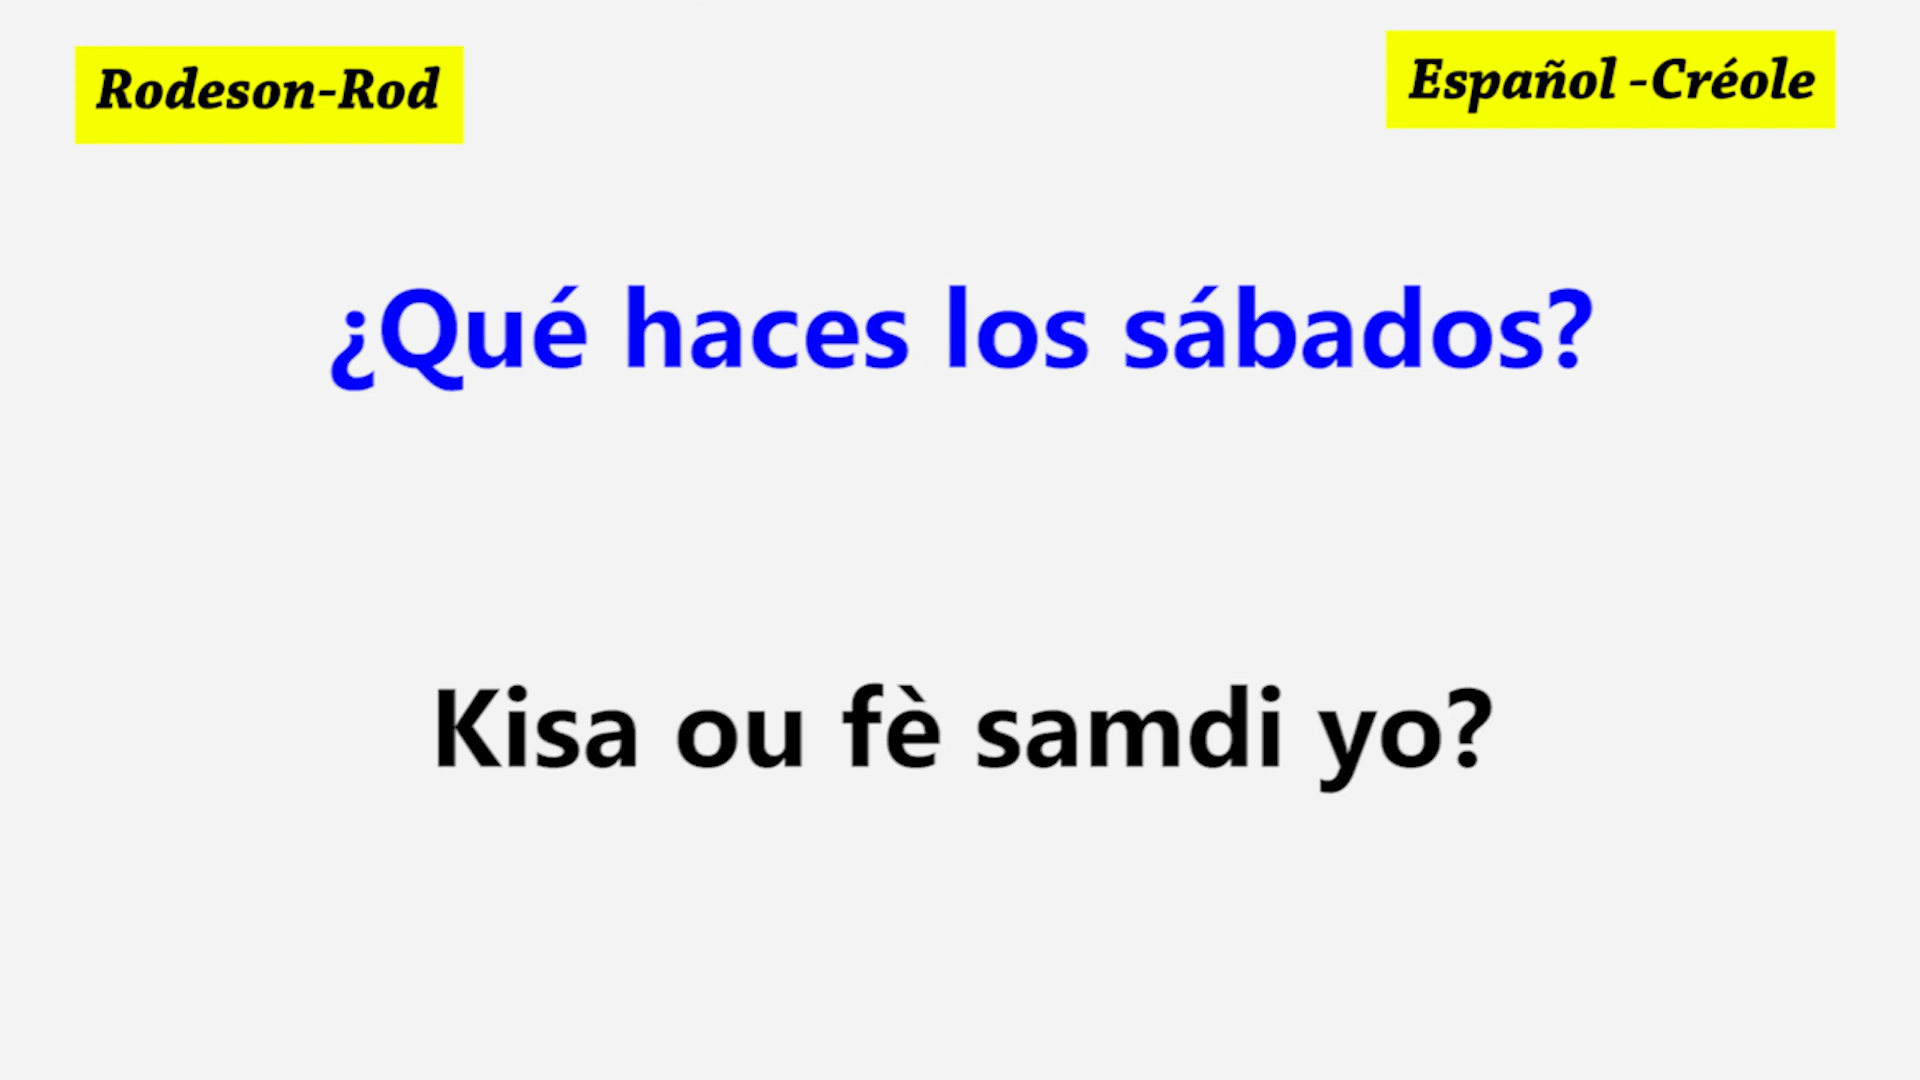 Rodeson-Rod
Español -Créole
¿Qué haces los sábados?
Kisa ou fè samdi yo?